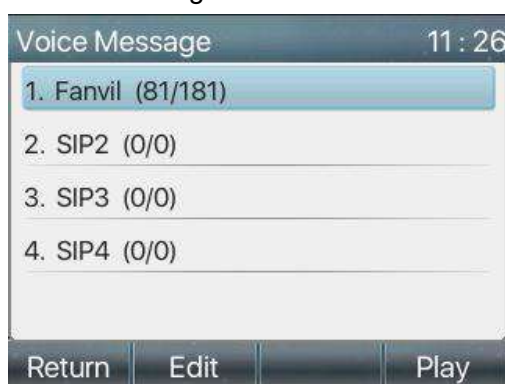 Voice Message 11 : 26
1. Fanvil (81/181)
2. SIP2 (0/0)
3. SIP3 (0/0)
4. SIP4 (0/0)
Return Edit Play